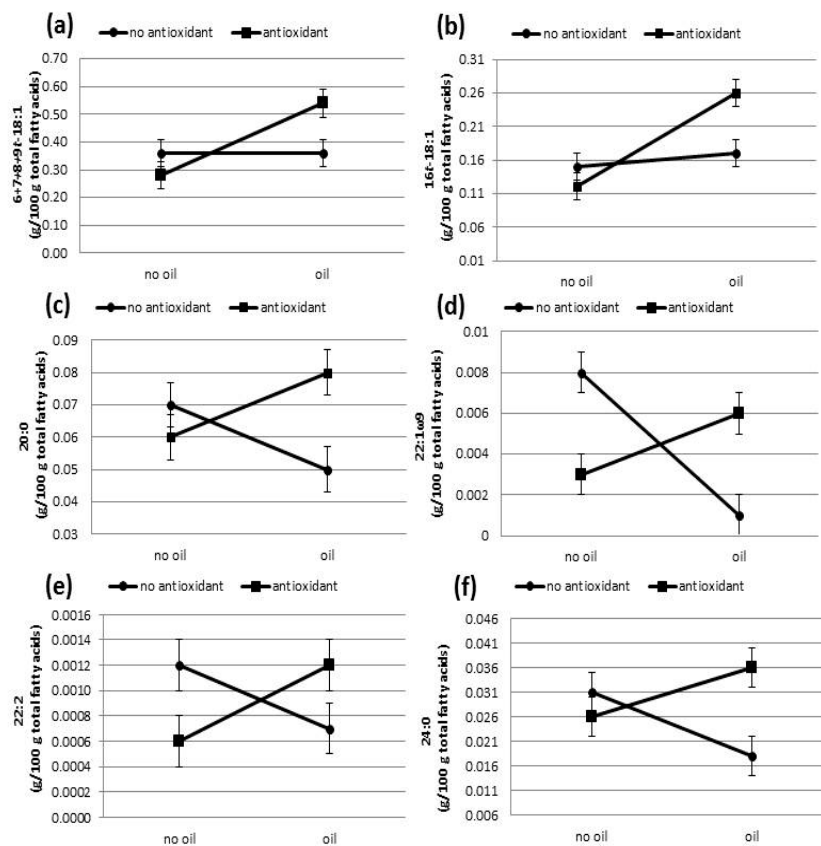 (a)
no antioxidant antioxidant
6+7+8+9t-18:1
(g/100 g total fatty acids)
0.70
0.60
0.50
0.40
0.30
0.20
0.10
0.00
no oil oil
(b)
no antioxidant antioxidant
16t-18:1
(g/100 g total fatty acids)
0.31
0.26
0.21
0.16
0.11
0.06
0.01
no oil oil
(c)
no antioxidant antioxidant
20:0
(g/100 g total fatty acids)
0.09
0.08
0.07
0.06
0.05
0.04
0.03
no oil oil
(d)
no antioxidant antioxidant
22:1ω9
(g/100 g total fatty acids)
0.01
0.008
0.006
0.004
0.002
0
no oil oil
(e)
no antioxidant antioxidant
22:2
(g/100 g total fatty acids)
0.0016
0.0014
0.0012
0.0010
0.0008
0.0006
0.0004
0.0002
0.0000
no oil oil
(f)
no antioxidant antioxidant
24:0
(g/100 g total fatty acids)
0.046
0.041
0.036
0.031
0.026
0.021
0.016
0.011
0.006
no oil oil